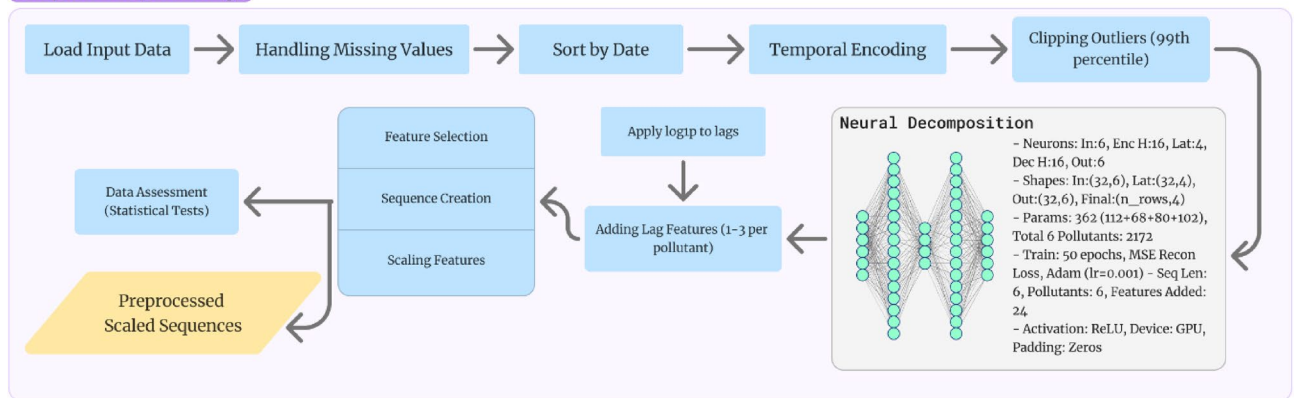 Load Input Data
Handling Missing Values
Sort by Date
Temporal Encoding
Clipping Outliers (99th
percentile)
Neural Decomposition
- Neurons: In:6, Enc H:16, Lat:4,
Dec H:16, Out:6
- Shapes: In:(32,6), Lat:(32,4),
Out:(32,6), Final:(n_rows,4)
- Params: 362 (112+68+80+102),
Total 6 Pollutants: 2172
- Train: 50 epochs, MSE Recon
Loss, Adam (lr=0.001) - Seq Len:
6, Pollutants: 6, Features Added:
24
- Activation: ReLU, Device: GPU,
Padding: Zeros
Apply log1p to lags
Adding Lag Features (1-3 per
pollutant)
Feature Selection
Sequence Creation
Scaling Features
Data Assessment
(Statistical Tests)
Preprocessed
Scaled Sequences